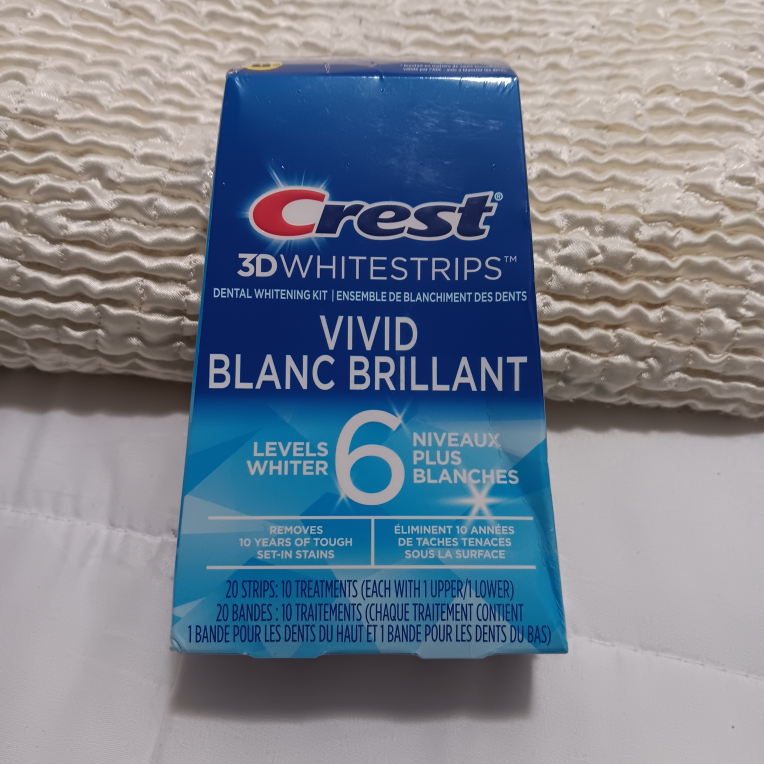 Crest®
3DWHITESTRIPS™
DENTAL WHITENING KIT | ENSEMBLE DE BLANCHIMENT DES DENTS
VIVID
BLANC BRILLANT
LEVELS
WHITER
6
NIVEAUX
PLUS
BLANCHES
REMOVES
10 YEARS OF TOUGH
SET-IN STAINS
ÉLIMINENT 10 ANNÉES
DE TACHES TENACES
SOUS LA SURFACE
20 STRIPS: 10 TREATMENTS (EACH WITH 1 UPPER/1 LOWER)
20 BANDES : 10 TRAITEMENTS (CHAQUE TRAITEMENT CONTIENT
1 BANDE POUR LES DENTS DU HAUT ET 1 BANDE POUR LES DENTS DU BAS)